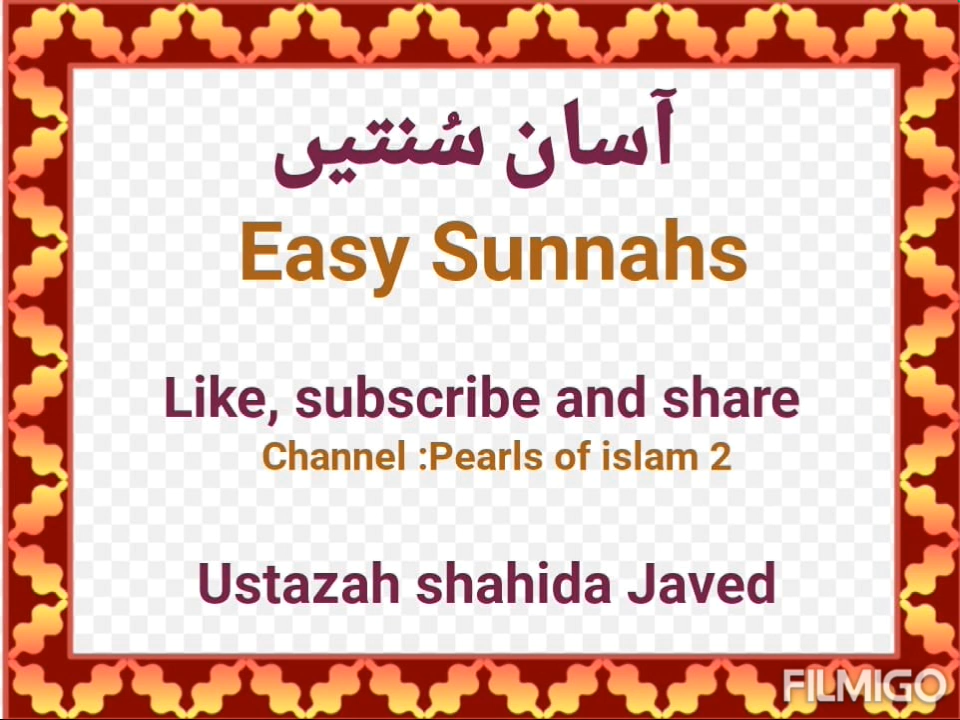 آسان سُنتیں
Easy Sunnahs
Like, subscribe and share
Channel :Pearls of islam 2
Ustazah shahida Javed
FILMIGO